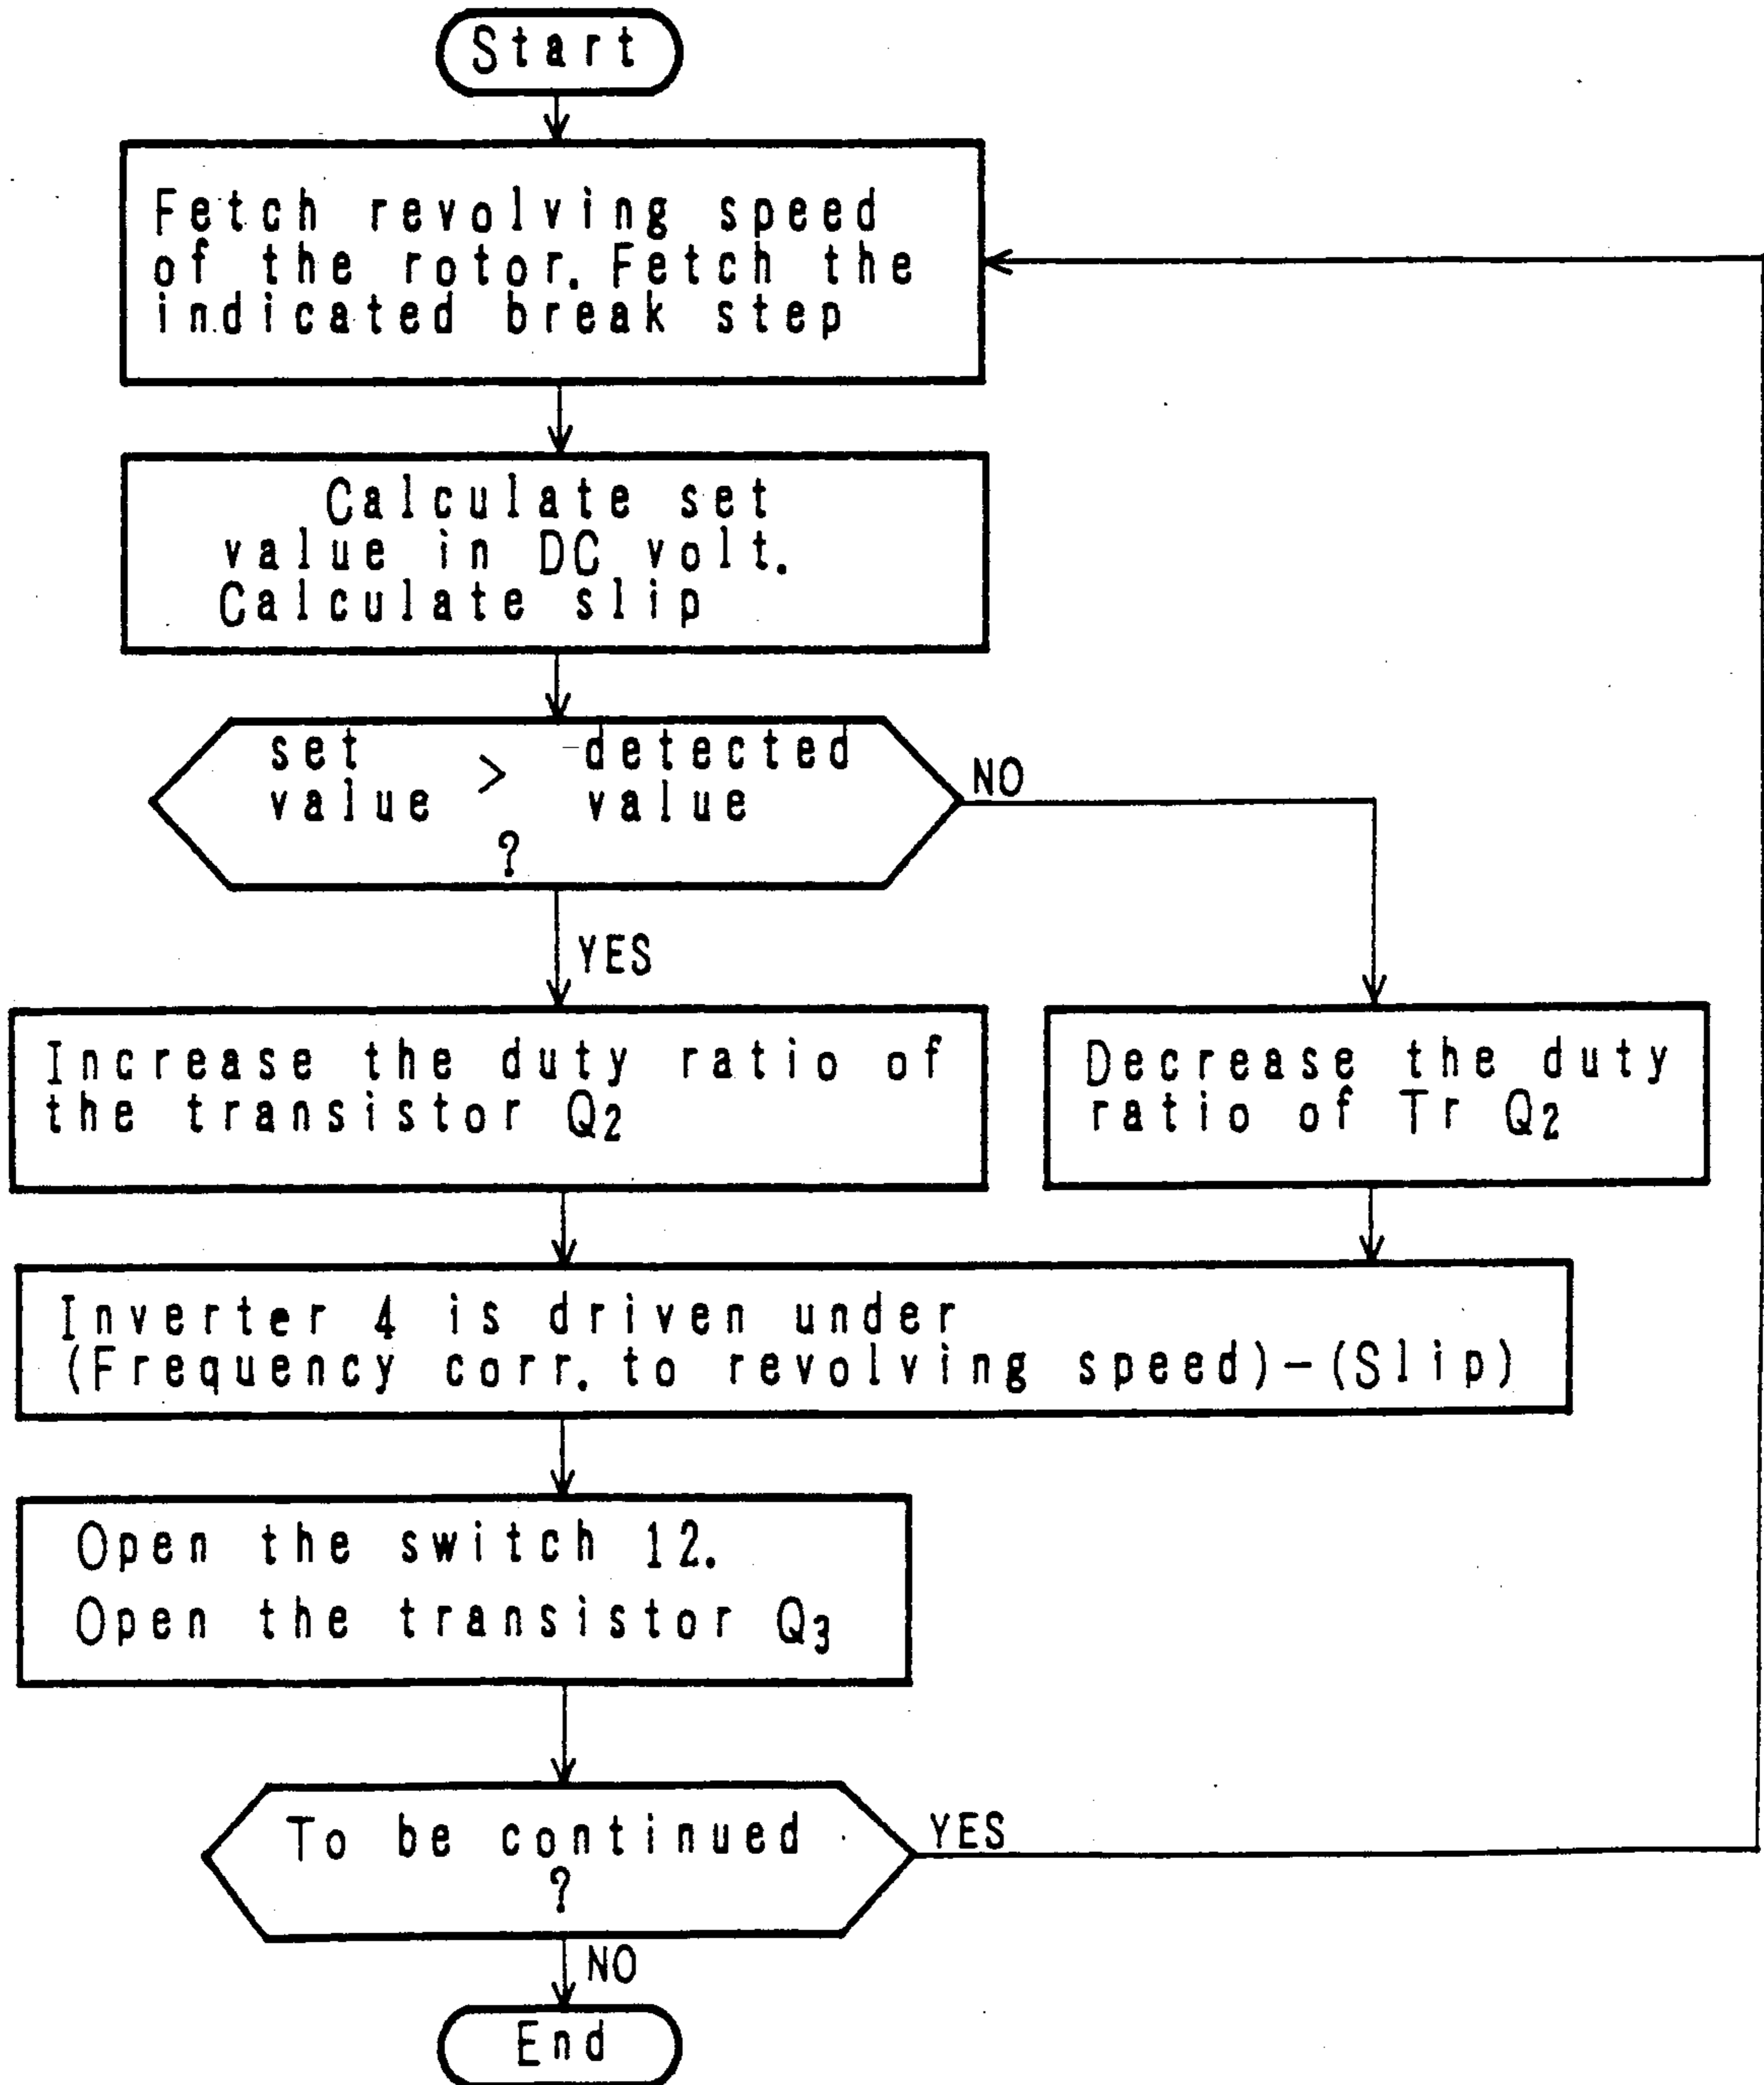 Start
Fetch revolving speed
of the rotor. Fetch the
indicated break step
Calculate set
value in DC volt.
Calculate slip
set > detected
value value
?
NO
YES
Increase the duty ratio of
the transistor Q2
Decrease the duty
ratio of Tr Q2
Inverter 4 is driven under
(Frequency corr. to revolving speed)-(Slip)
Open the switch 12.
Open the transistor Q3
To be continued
?
YES
NO
End